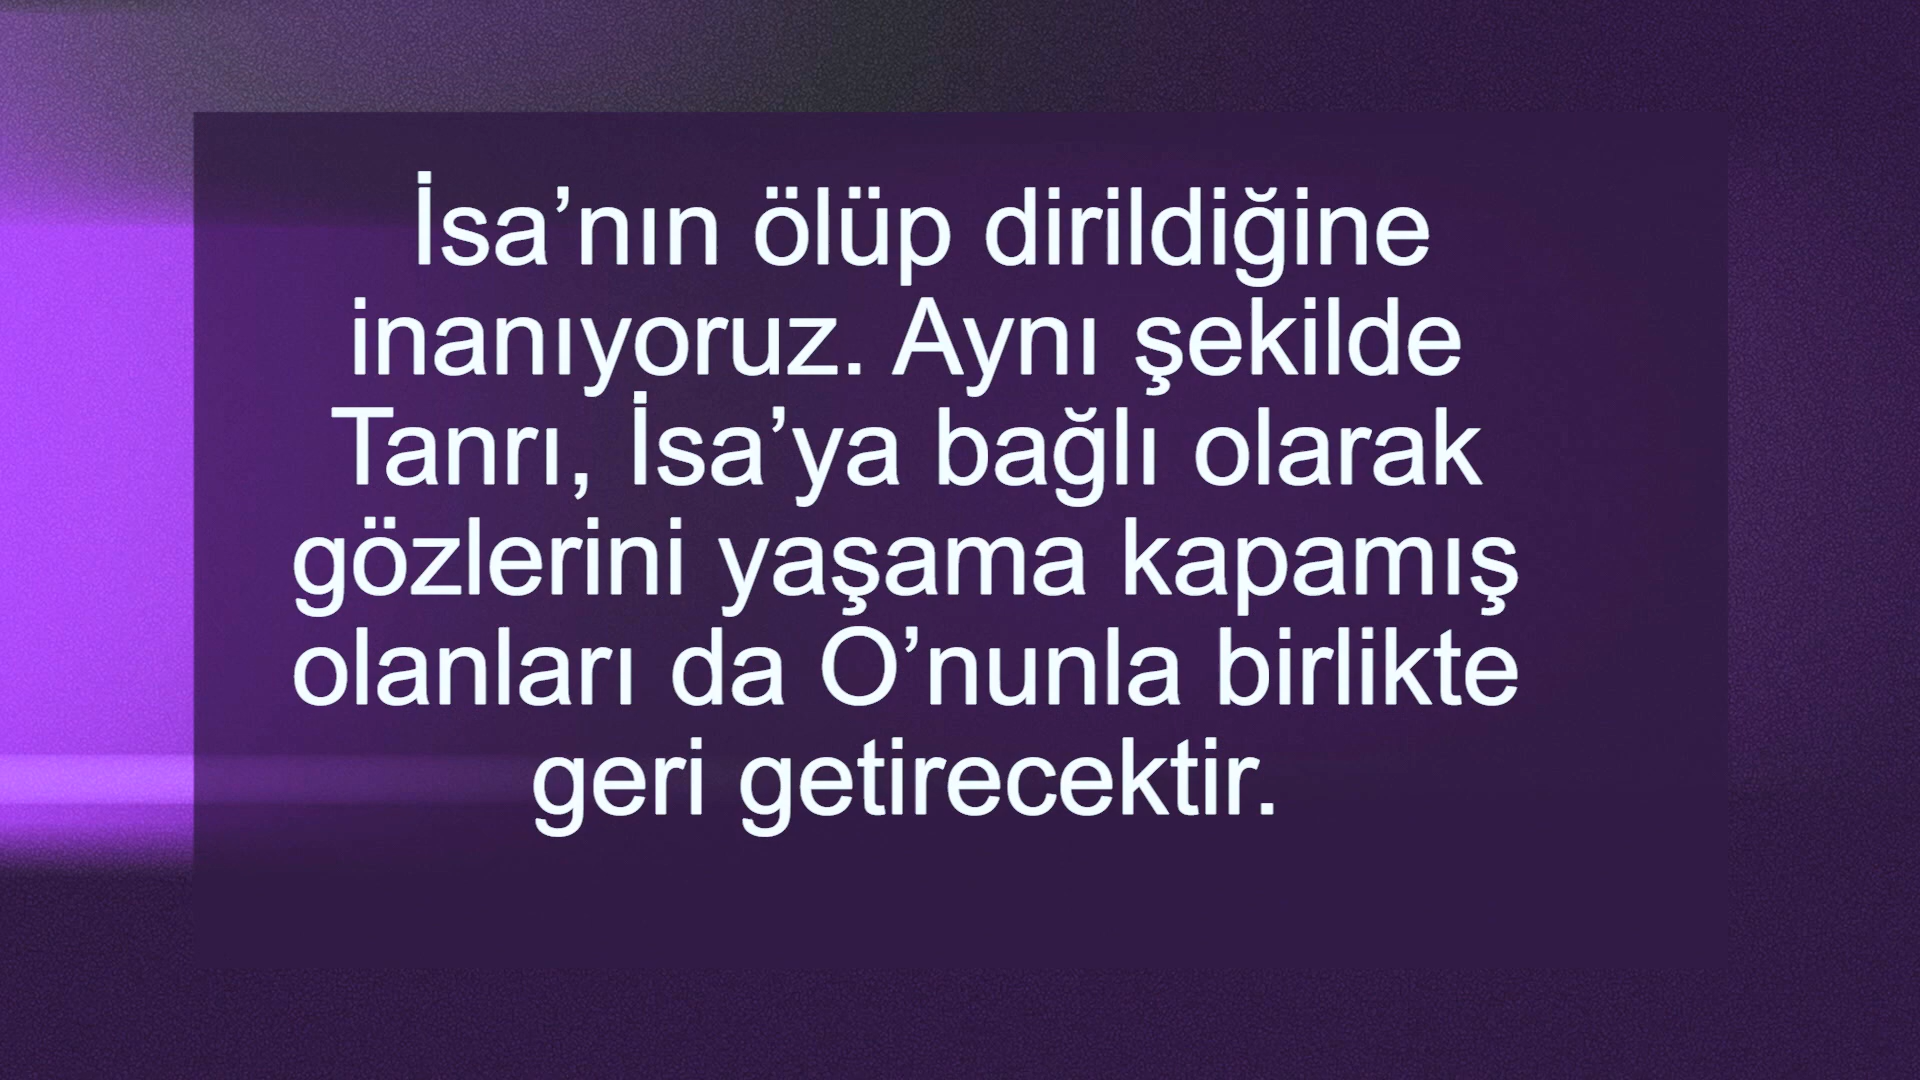 İsa’nın ölüp dirildiğine
inanıyoruz. Aynı şekilde
Tanrı, İsa’ya bağlı olarak
gözlerini yaşama kapamış
olanları da O’nunla birlikte
geri getirecektir.